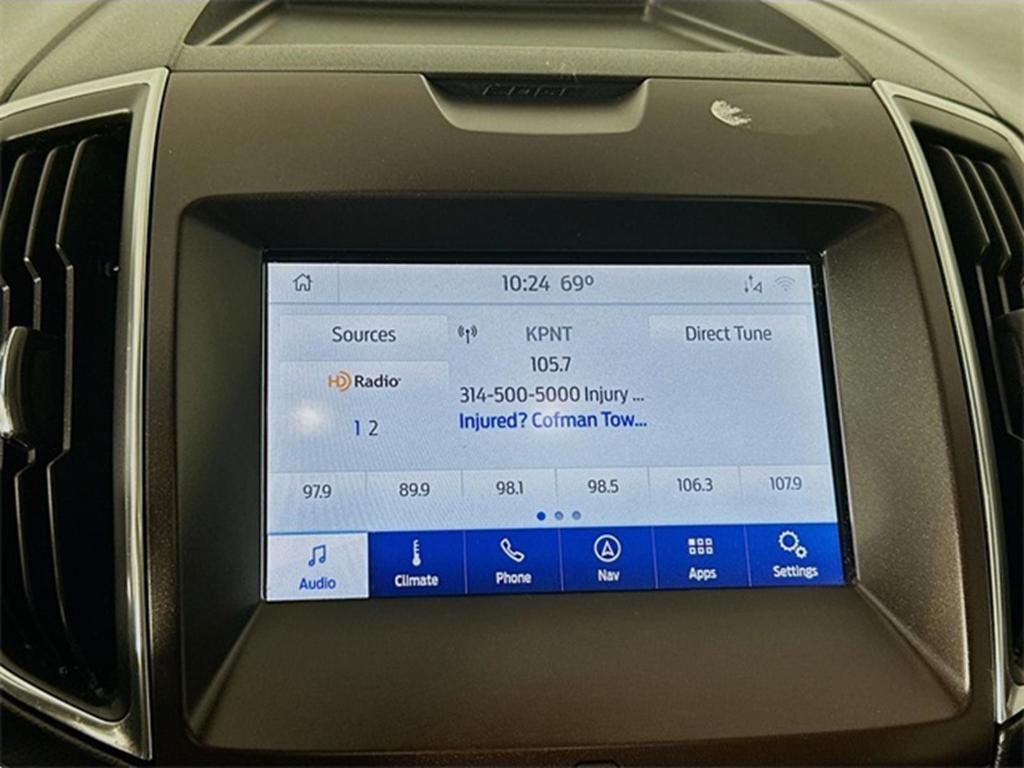 EDGE
10:24 69º
Sources
KPNT
Direct Tune
105.7
HD Radio
314-500-5000 Injury ...
1 2
Injured? Cofman Tow...
97.9 89.9 98.1 98.5 106.3 107.9
Audio Climate Phone Nav Apps Settings